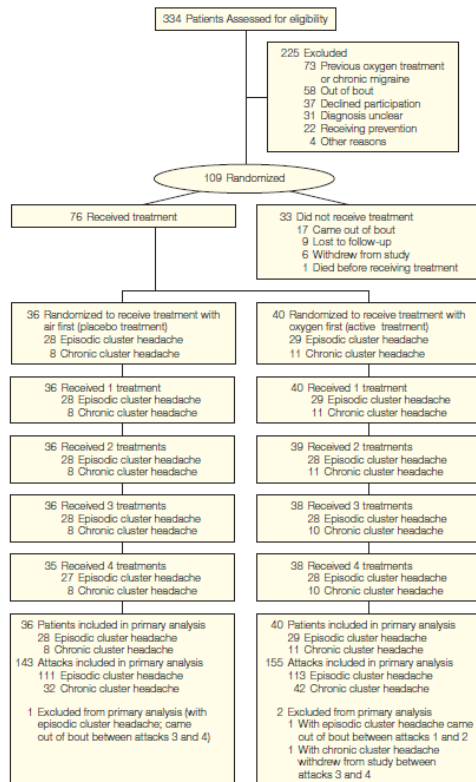 334 Patients Assessed for eligibility
225 Excluded
73 Previous oxygen treatment
or chronic migraine
58 Out of bout
37 Declined participation
31 Diagnosis unclear
22 Receiving prevention
4 Other reasons
109 Randomized
76 Received treatment
33 Did not receive treatment
17 Came out of bout
9 Lost to follow-up
6 Withdrew from study
1 Died before receiving treatment
36 Randomized to receive treatment with
air first (placebo treatment)
28 Episodic cluster headache
8 Chronic cluster headache
40 Randomized to receive treatment with
oxygen first (active treatment)
29 Episodic cluster headache
11 Chronic cluster headache
36 Received 1 treatment
28 Episodic cluster headache
8 Chronic cluster headache
40 Received 1 treatment
29 Episodic cluster headache
11 Chronic cluster headache
36 Received 2 treatments
28 Episodic cluster headache
8 Chronic cluster headache
39 Received 2 treatments
28 Episodic cluster headache
11 Chronic cluster headache
36 Received 3 treatments
28 Episodic cluster headache
8 Chronic cluster headache
38 Received 3 treatments
28 Episodic cluster headache
10 Chronic cluster headache
35 Received 4 treatments
27 Episodic cluster headache
8 Chronic cluster headache
38 Received 4 treatments
28 Episodic cluster headache
10 Chronic cluster headache
36 Patients included in primary analysis
28 Episodic cluster headache
8 Chronic cluster headache
143 Attacks included in primary analysis
111 Episodic cluster headache
32 Chronic cluster headache
1 Excluded from primary analysis (with
episodic cluster headache; came
out of bout between attacks 3 and 4)
40 Patients included in primary analysis
29 Episodic cluster headache
11 Chronic cluster headache
155 Attacks included in primary analysis
113 Episodic cluster headache
42 Chronic cluster headache
2 Excluded from primary analysis
1 With episodic cluster headache came
out of bout between attacks 1 and 2
1 With chronic cluster headache
withdrew from study between
attacks 3 and 4